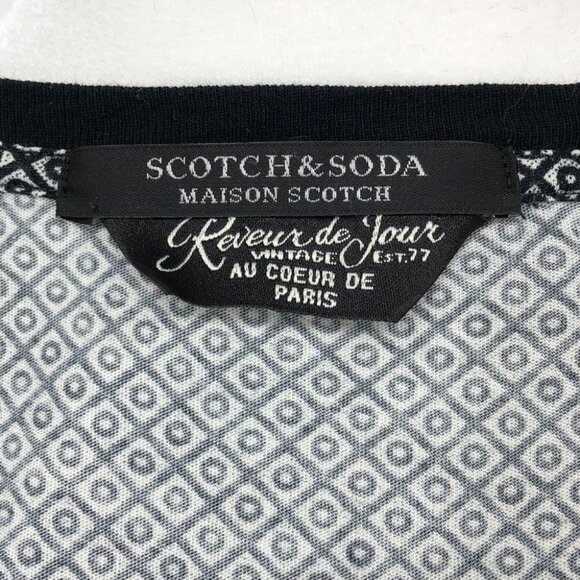 SCOTCH&SODA
MAISON SCOTCH
Reveur de Jour
VINTAGE EST.77
AU COEUR DE
PARIS